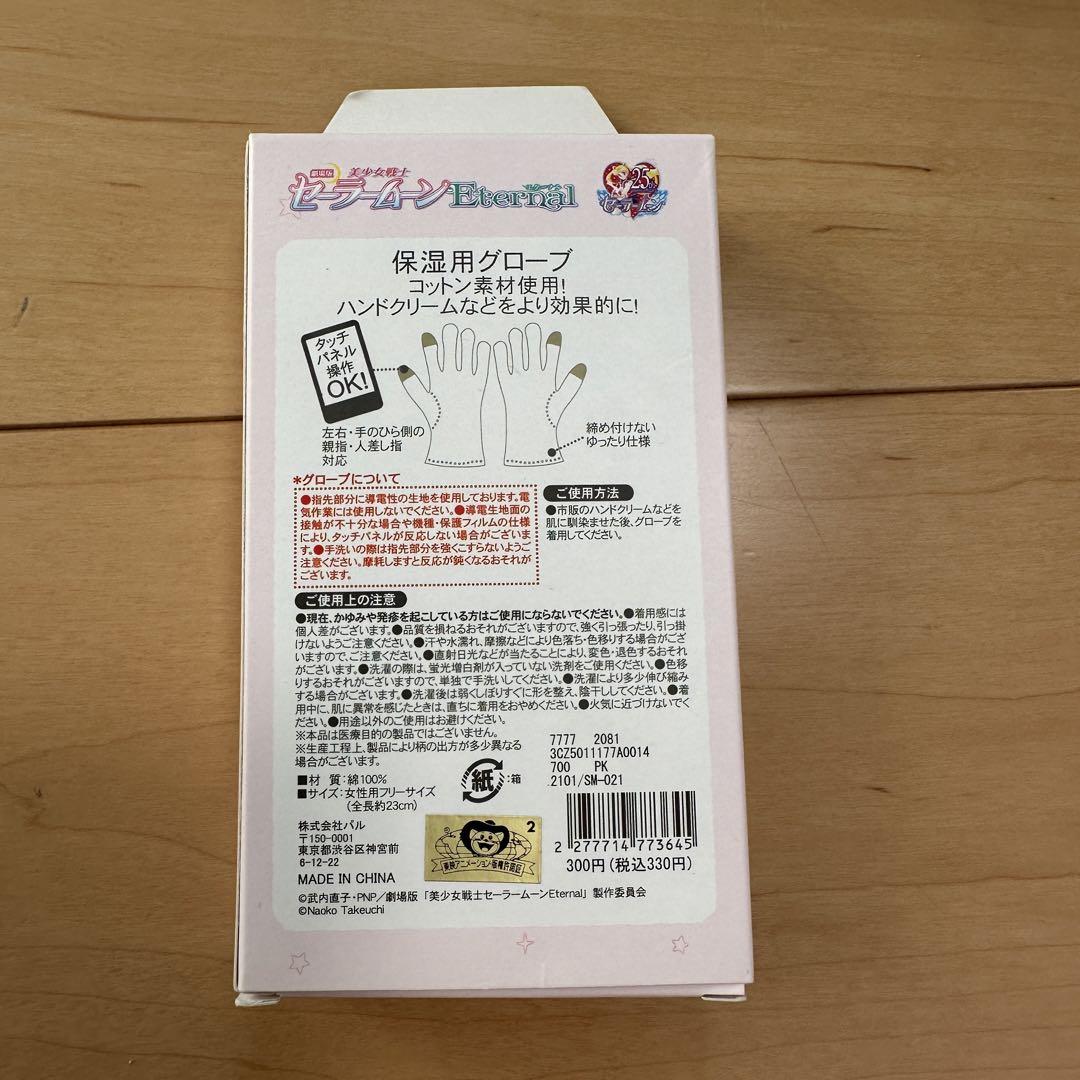 劇場版
美少女戦士
セーラームーン Eternal
エターナル
25th
セーラームーン
保湿用グローブ
コットン素材使用!
ハンドクリームなどをより効果的に!
タッチ
パネル
操作
OK!
左右・手のひら側の
親指・人差し指
対応
締め付けない
ゆったり仕様
*グローブについて
●指先部分に導電性の生地を使用しております。電
気作業には使用しないでください。●導電生地面の
接触が不十分な場合や機種・保護フィルムの仕様
により、タッチパネルが反応しない場合がございま
す。●手洗いの際は指先部分を強くこすらないようご
注意ください。摩耗しますと反応が鈍くなるおそれが
ございます。
ご使用方法
●市販のハンドクリームなどを
肌に馴染ませた後、グローブを
着用してください。
ご使用上の注意
●現在、かゆみや発疹を起こしている方はご使用にならないでください。●着用感には
個人差がございます。●品質を損ねるおそれがございますので、強く引っ張ったり、引っ掛
けないようご注意ください。●汗や水濡れ、摩擦などにより色落ち・色移りする場合がござ
いますので、ご注意ください。●直射日光などが当たることにより、変色・退色するおそれ
がございます。●洗濯の際は、蛍光増白剤が入っていない洗剤をご使用ください。●色移
りするおそれがございますので、単独で手洗いしてください。●洗濯により多少伸び縮み
する場合がございます。●洗濯後は弱くしぼりすぐに形を整え、陰干ししてください。●着
用中に、肌に異常を感じたときは、直ちに着用をおやめください。●火気に近づけないでく
ださい。●用途以外のご使用はお避けください。
※本品は医療目的の製品ではございません。
※生産工程上、製品により柄の出方が多少異なる
場合がございます。
■材 質:綿100%
■サイズ:女性用フリーサイズ
(全長約23cm)
紙
:箱
7777 2081
3CZ5011177A0014
700 PK
2101/SM-021
株式会社パル
〒150-0001
東京都渋谷区神宮前
6-12-22
MADE IN CHINA
2
東映アニメーション版権許諾証
2 277714 773645
300円(税込330円)
©武内直子・PNP/劇場版「美少女戦士セーラームーンEternal」製作委員会
©Naoko Takeuchi